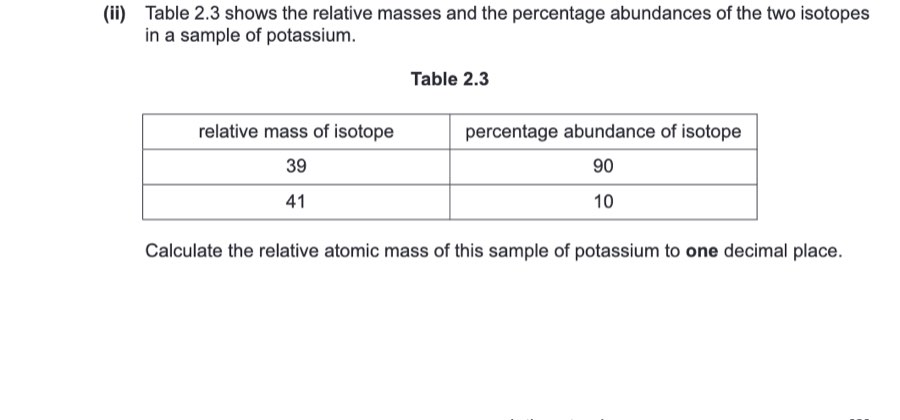 (ii) Table 2.3 shows the relative masses and the percentage abundances of the two isotopes
in a sample of potassium.
Table 2.3
relative mass of isotope percentage abundance of isotope
39 90
41 10
Calculate the relative atomic mass of this sample of potassium to one decimal place.